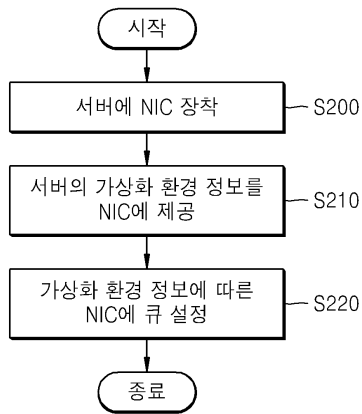 시작
서버에 NIC 장착
S200
서버의 가상화 환경 정보를
NIC에 제공
S210
가상화 환경 정보에 따른
NIC에 큐 설정
S220
종료